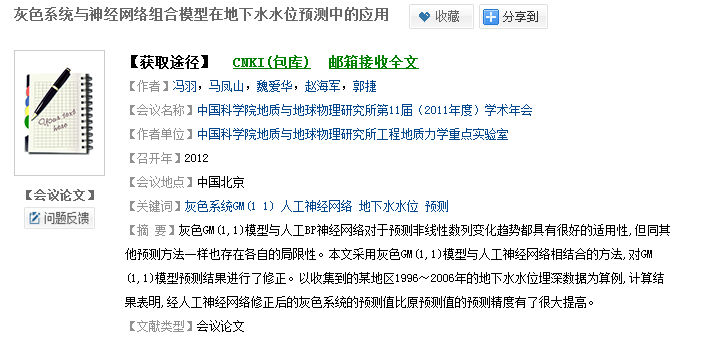 灰色系统与神经网络组合模型在地下水水位预测中的应用 收藏 分享到
【获取途径】 CNKI(包库) 邮箱接收全文
【作者】冯羽，马凤山，魏爱华，赵海军，郭捷
【会议名称】中国科学院地质与地球物理研究所第11届（2011年度）学术年会
【作者单位】中国科学院地质与地球物理研究所工程地质力学重点实验室
【召开年】2012
【会议地点】中国北京
【关键词】灰色系统GM(1 1) 人工神经网络 地下水水位 预测
【摘 要】灰色GM(1,1)模型与人工BP神经网络对于预测非线性数列变化趋势都具有很好的适用性,但同其
他预测方法一样也存在各自的局限性。本文采用灰色GM(1,1)模型与人工神经网络相结合的方法,对GM
(1,1)模型预测结果进行了修正。以收集到的某地区1996～2006年的地下水水位埋深数据为算例,计算结
果表明,经人工神经网络修正后的灰色系统的预测值比原预测值的预测精度有了很大提高。
【文献类型】会议论文
Your text here
【会议论文】
问题反馈